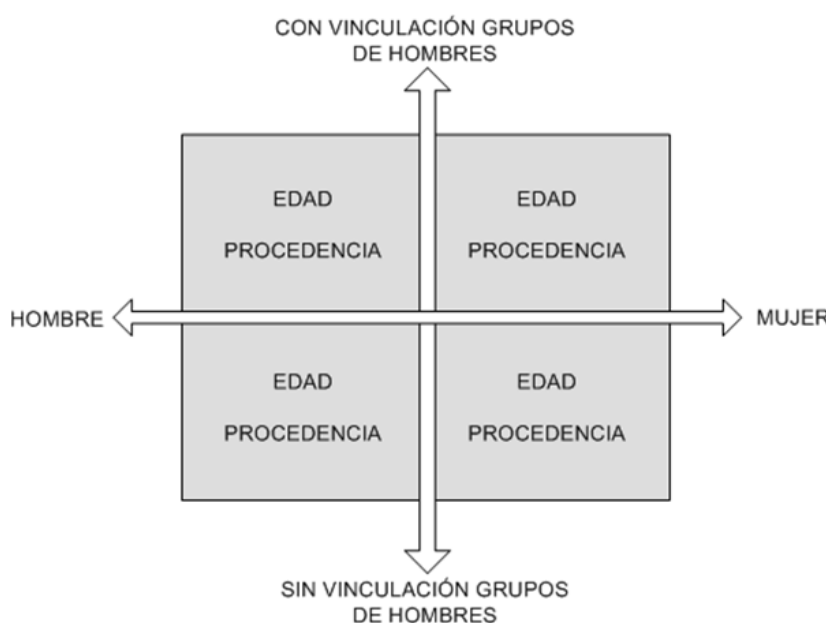 CON VINCULACIÓN GRUPOS
DE HOMBRES
EDAD
PROCEDENCIA
EDAD
PROCEDENCIA
HOMBRE
MUJER
EDAD
PROCEDENCIA
EDAD
PROCEDENCIA
SIN VINCULACIÓN GRUPOS
DE HOMBRES